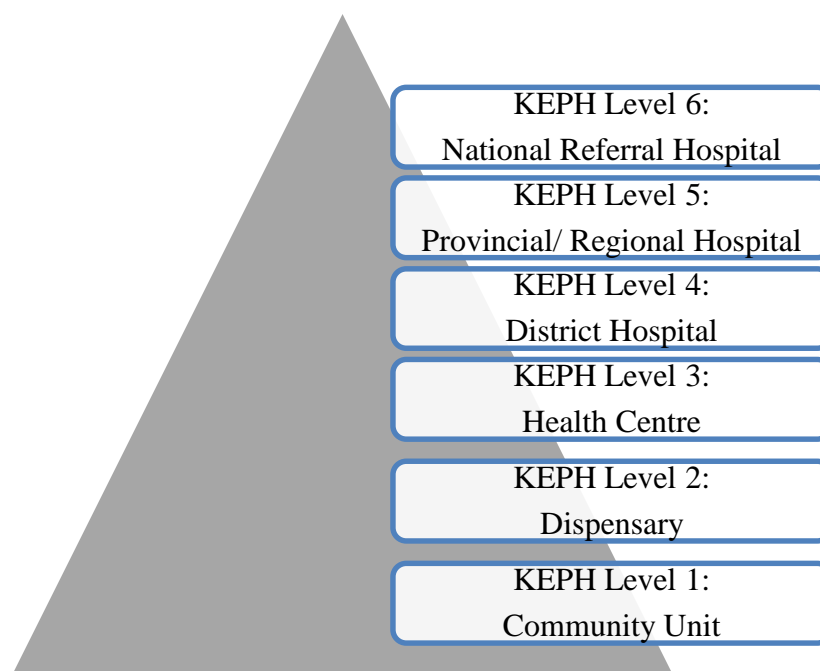 KEPH Level 6:
National Referral Hospital
KEPH Level 5:
Provincial/ Regional Hospital
KEPH Level 4:
District Hospital
KEPH Level 3:
Health Centre
KEPH Level 2:
Dispensary
KEPH Level 1:
Community Unit